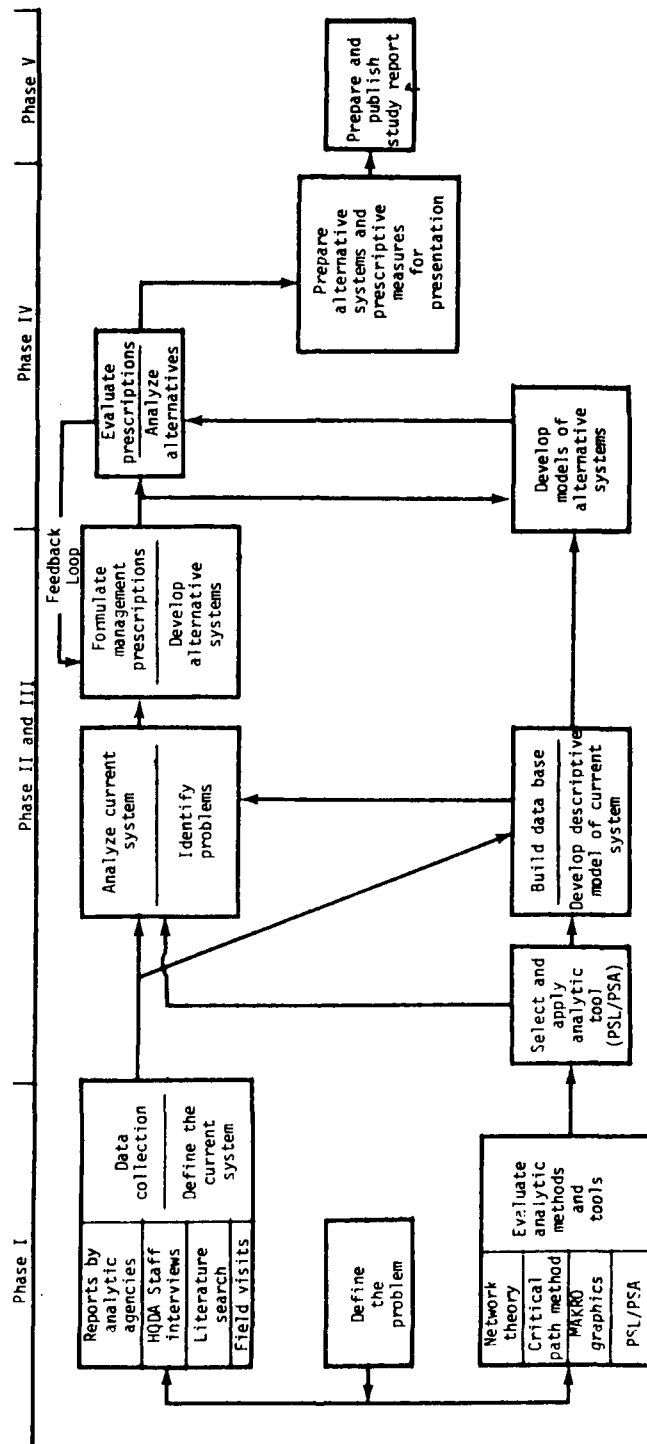 Phase I
Phase II and III
Phase IV
Phase V
Reports by
analytic
agencies
HQDA Staff
interviews
Literature
search
Field visits
Data
collection
Define the
current
system
Define
the
problem
Network
theory
Critical
path method
MAKRO
graphics
PSL/PSA
Evaluate
analytic
methods
and
tools
Select and
apply
analytic
tool
(PSL/PSA)
Analyze current
system
Identify
problems
Build data base
Develop descriptive
model of current
system
Feedback
Loop
Formulate
management
prescriptions
Develop
alternative
systems
Evaluate
prescriptions
Analyze
alternatives
Develop
models of
alternative
systems
Prepare
alternative
systems and
prescriptive
measures
for
presentation
Prepare and
publish
study report